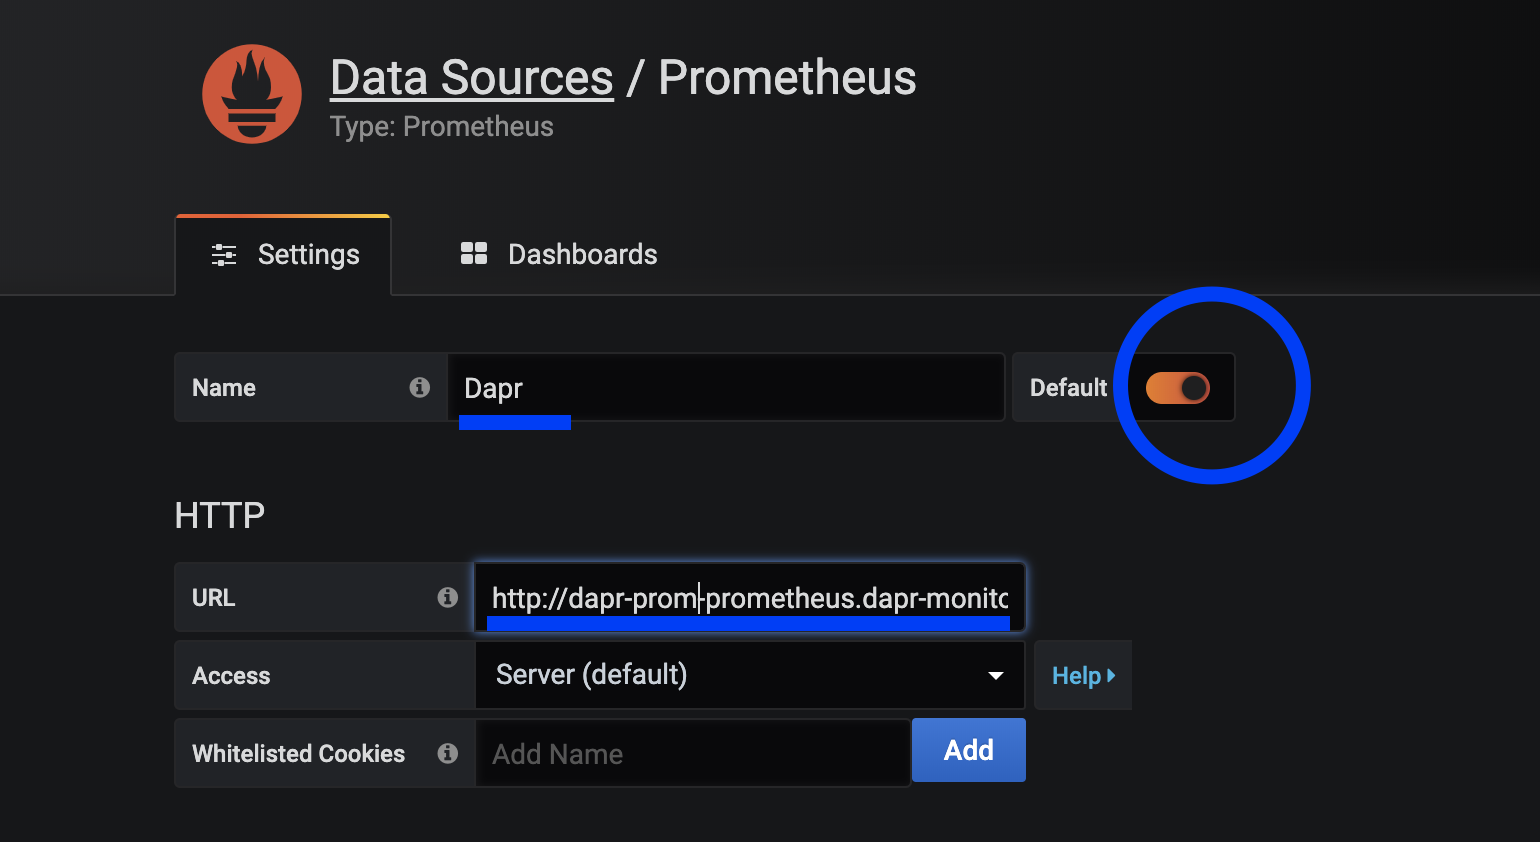 Data Sources / Prometheus
Type: Prometheus
Settings
Dashboards
Name
Dapr
Default
HTTP
URL
http://dapr-prom-prometheus.dapr-monito
Access
Server (default)
Help
Whitelisted Cookies
Add Name
Add